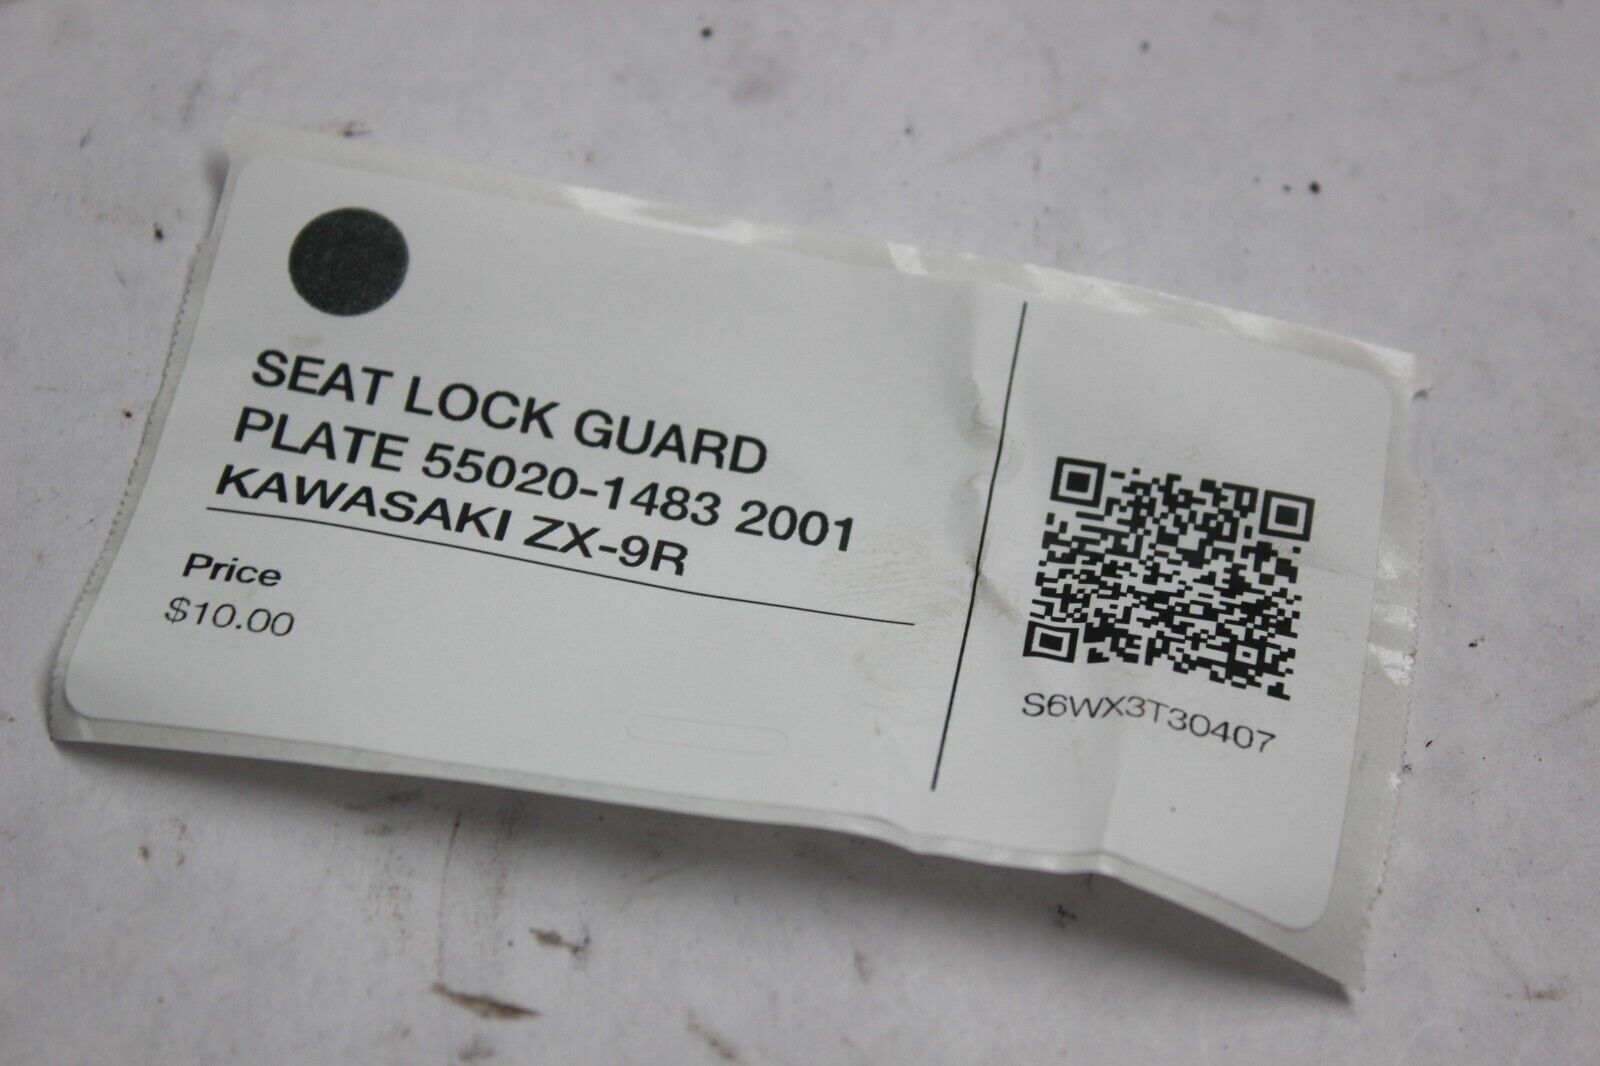 SEAT LOCK GUARD
PLATE 55020-1483 2001
KAWASAKI ZX-9R
Price
$10.00
S6WX3T30407